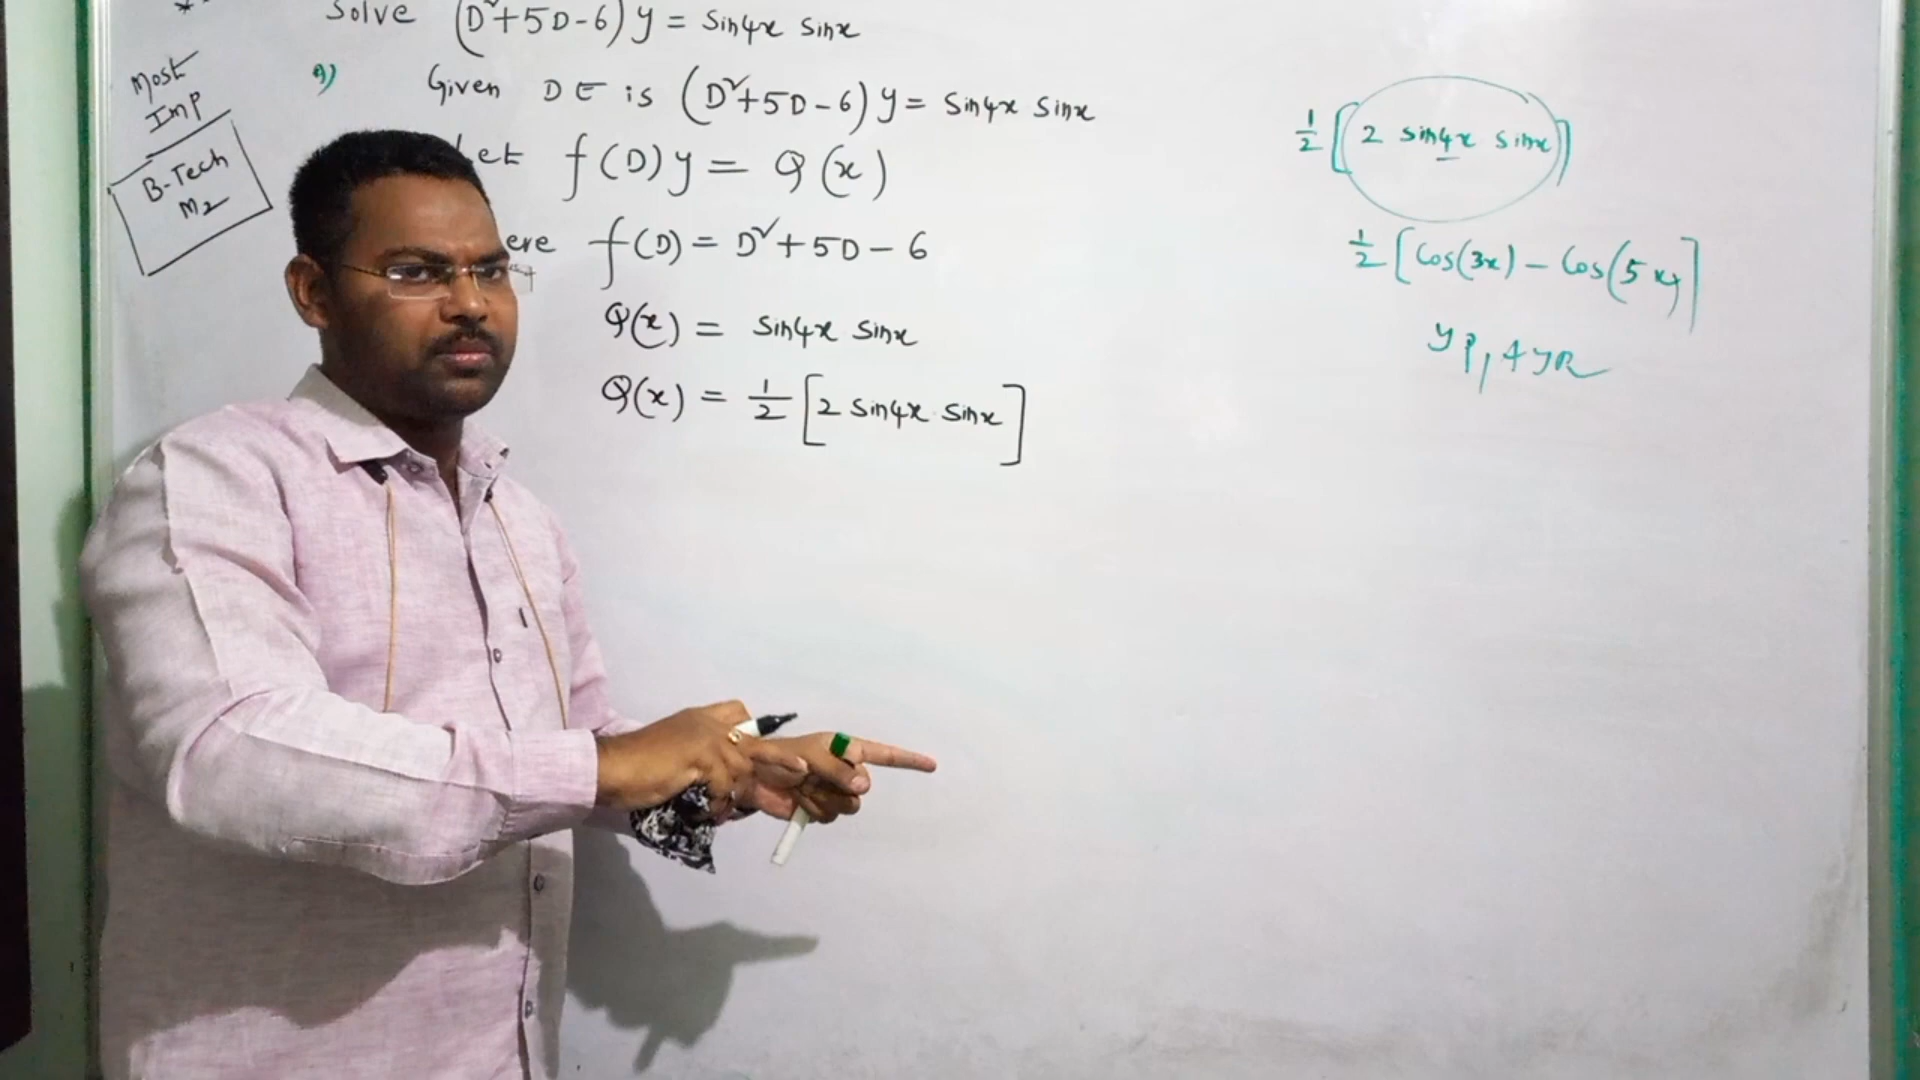 Solve (D²+5D-6)y = Sin4x sinx
Most
Imp
B-Tech
M2
A) Given DE is (D²+5D-6)y = Sin4x Sinx
Let f(D)y = Q(x)
ere f(D) = D²+5D-6
Q(x) = Sin4x Sinx
Q(x) = 1/2 [2 Sin4x. Sinx]
1/2 [2 Sin4x Sinx]
1/2 [Cos(3x) - Cos(5x)]